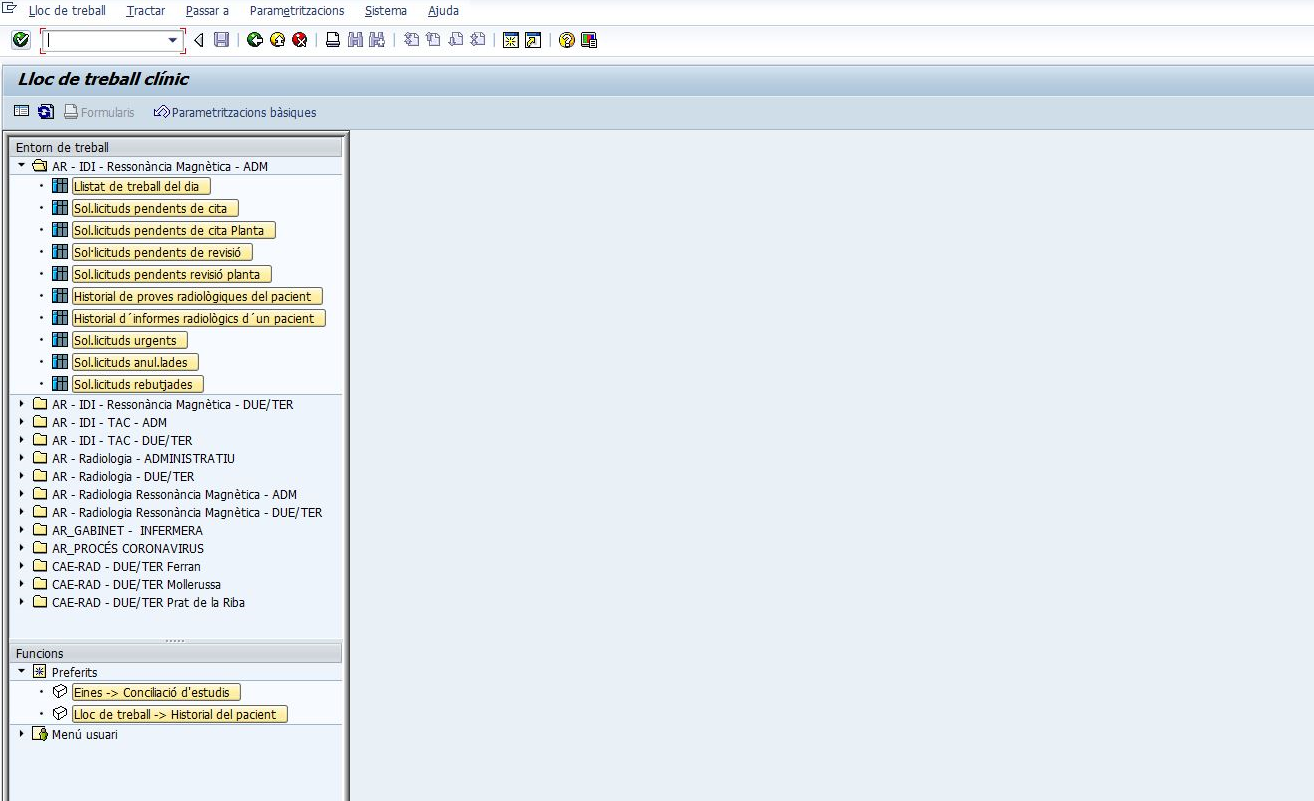 Lloc de treball Tractar Passar a Parametritzacions Sistema Ajuda
Lloc de treball clínic
Formularis Parametritzacions bàsiques
Entorn de treball
AR - IDI - Ressonància Magnètica - ADM
Llistat de treball del dia
Sol.licituds pendents de cita
Sol.licituds pendents de cita Planta
Sol·licituds pendents de revisió
Sol.licituds pendents revisió planta
Historial de proves radiològiques del pacient
Historial d´informes radiològics d´un pacient
Sol.licituds urgents
Sol.licituds anul.lades
Sol.licituds rebutjades
AR - IDI - Ressonància Magnètica - DUE/TER
AR - IDI - TAC - ADM
AR - IDI - TAC - DUE/TER
AR - Radiologia - ADMINISTRATIU
AR - Radiologia - DUE/TER
AR - Radiologia Ressonància Magnètica - ADM
AR - Radiologia Ressonància Magnètica - DUE/TER
AR_GABINET - INFERMERA
AR_PROCÉS CORONAVIRUS
CAE-RAD - DUE/TER Ferran
CAE-RAD - DUE/TER Mollerussa
CAE-RAD - DUE/TER Prat de la Riba
Funcions
Preferits
Eines -> Conciliació d'estudis
Lloc de treball -> Historial del pacient
Menú usuari